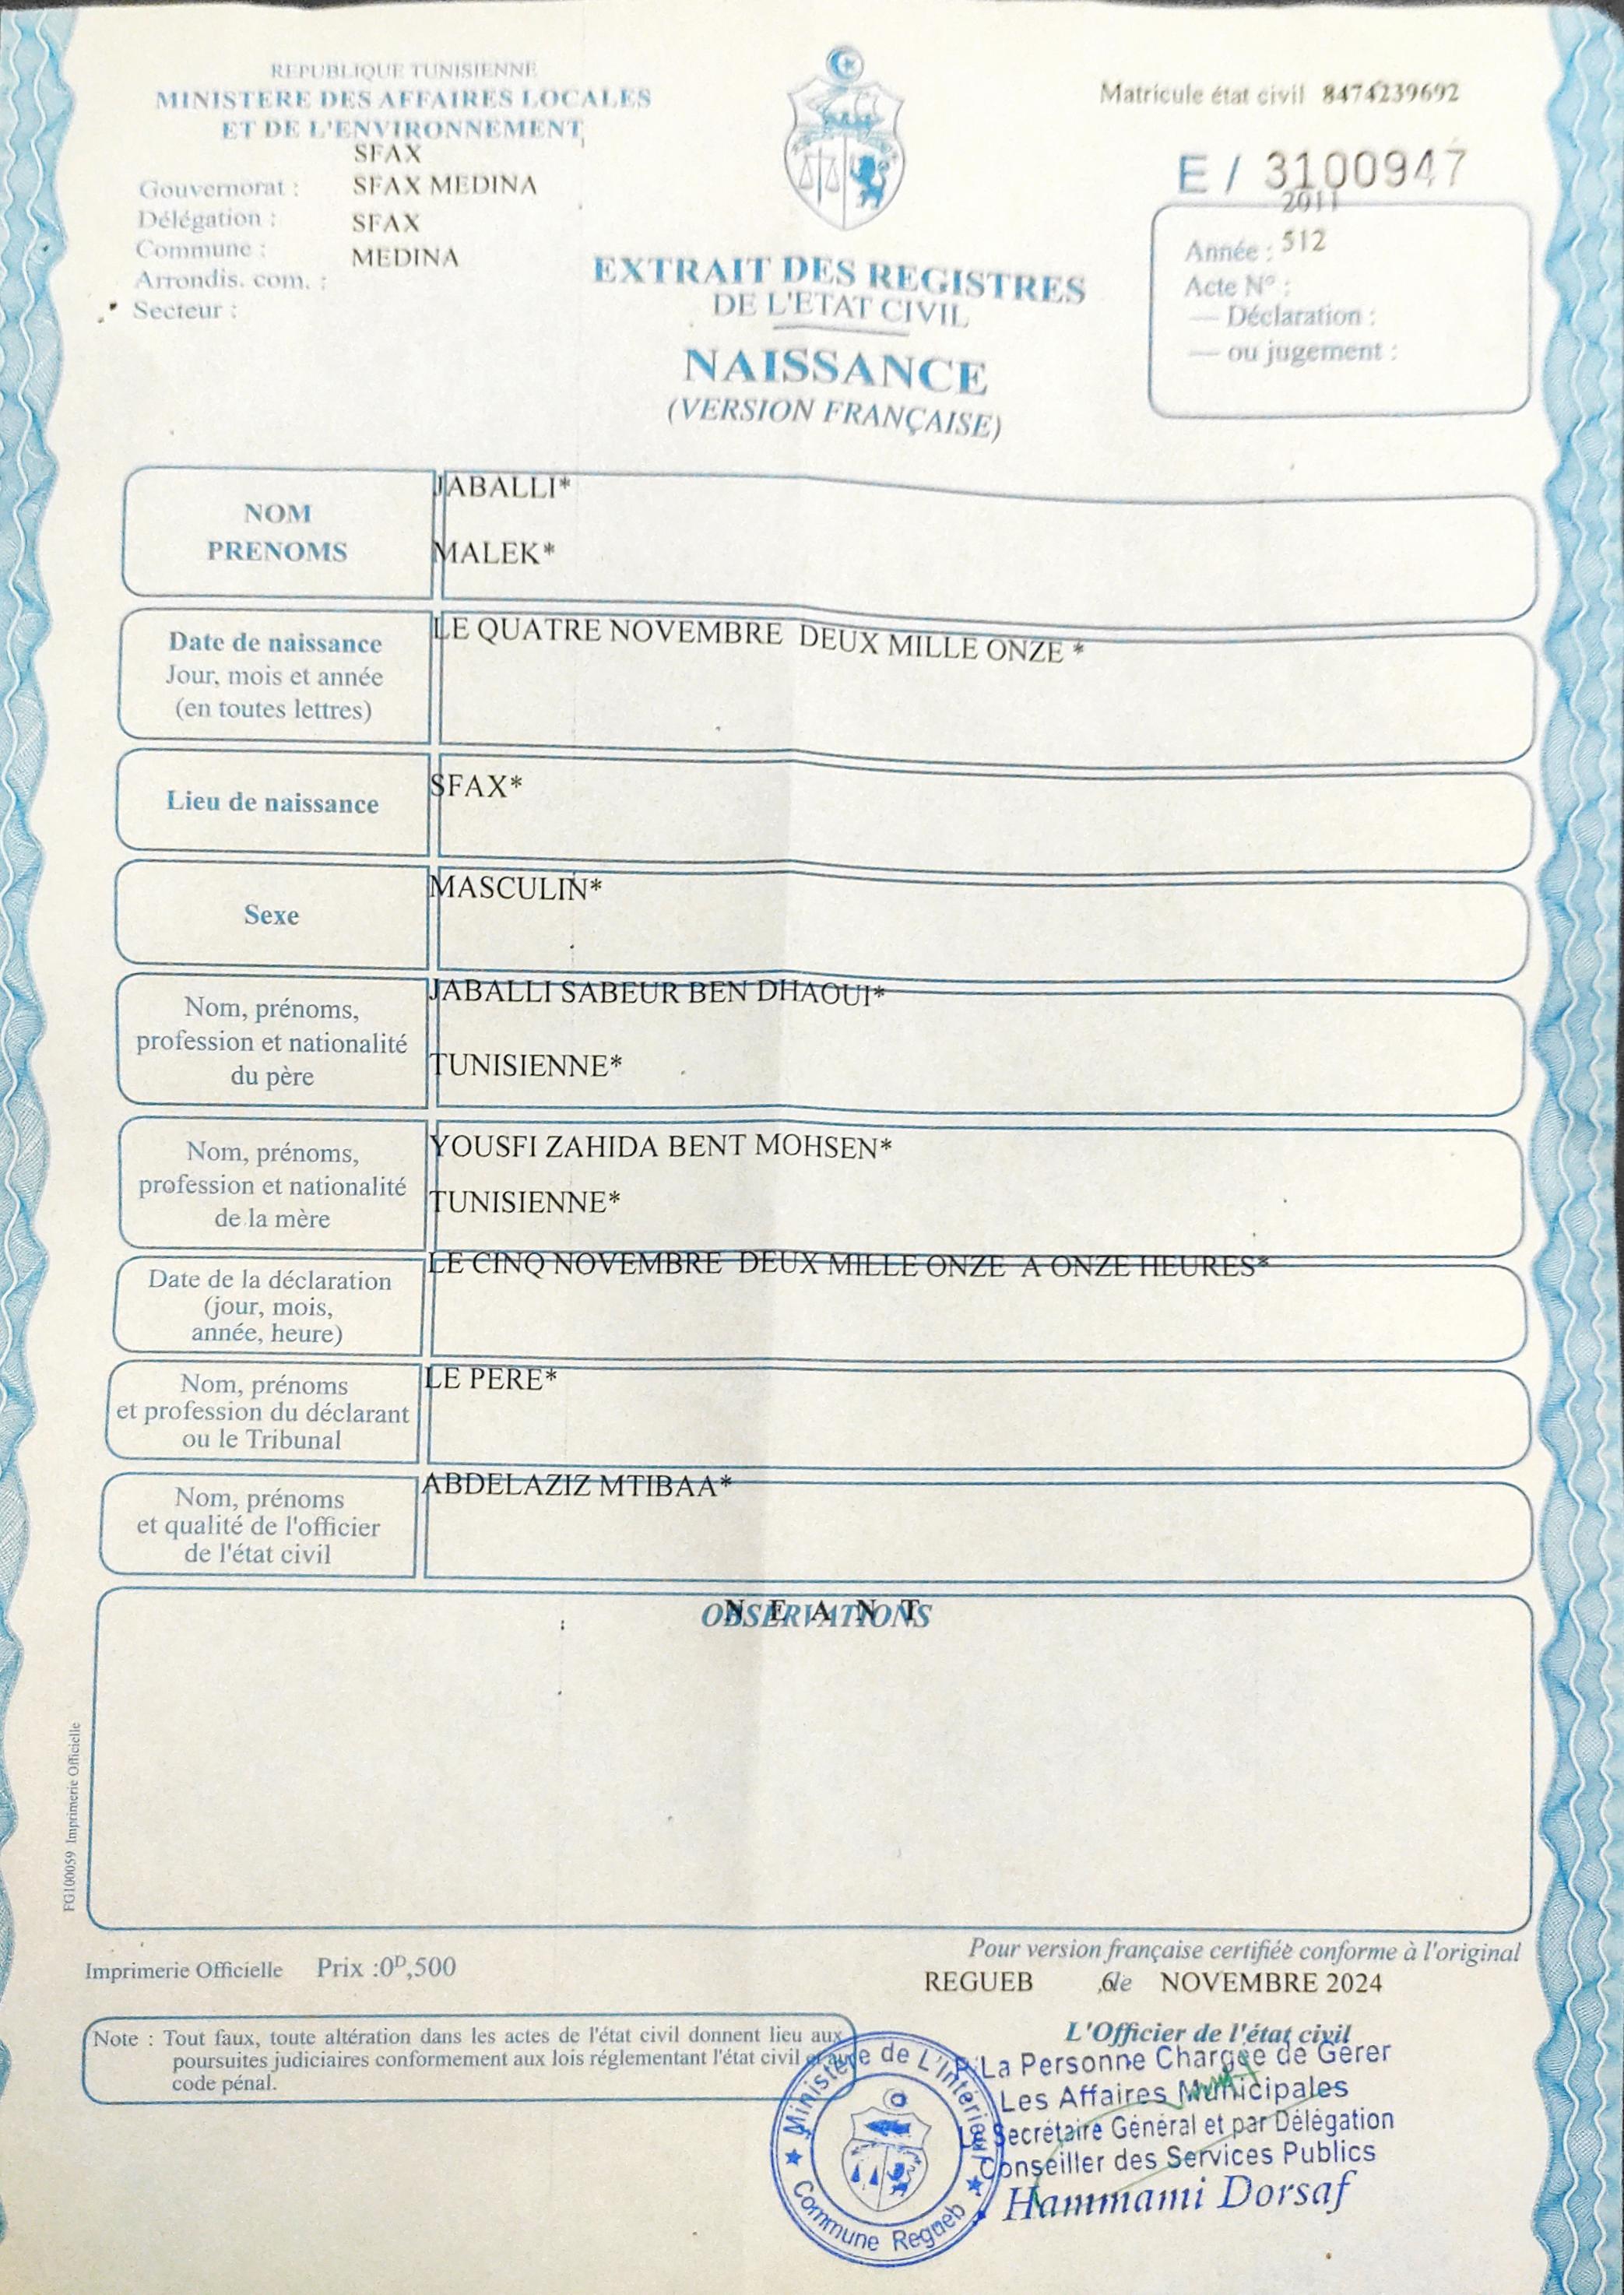 REPUBLIQUE TUNISIENNE
MINISTERE DES AFFAIRES LOCALES
ET DE L'ENVIRONNEMENT
SFAX
Gouvernorat : SFAX MEDINA
Délégation : SFAX
Commune : MEDINA
Arrondis. com. :
Secteur :
Matricule état civil 8474239692
E / 3100947
2011
Année : 512
Acte N° :
— Déclaration :
— ou jugement :
EXTRAIT DES REGISTRES
DE L'ETAT CIVIL
NAISSANCE
(VERSION FRANÇAISE)
NOM JABALLI*
PRENOMS MALEK*
Date de naissance LE QUATRE NOVEMBRE DEUX MILLE ONZE *
Jour, mois et année
(en toutes lettres)
Lieu de naissance SFAX*
Sexe MASCULIN*
Nom, prénoms, JABALLI SABEUR BEN DHAOUI*
profession et nationalité
du père TUNISIENNE*
Nom, prénoms, YOUSFI ZAHIDA BENT MOHSEN*
profession et nationalité TUNISIENNE*
de la mère
Date de la déclaration LE CINQ NOVEMBRE DEUX MILLE ONZE A ONZE HEURES*
(jour, mois,
année, heure)
Nom, prénoms LE PERE*
et profession du déclarant
ou le Tribunal
Nom, prénoms ABDELAZIZ MTIBAA*
et qualité de l'officier
de l'état civil
OBSERVATIONS
N E A N T
FG100059 Imprimerie Officielle
Imprimerie Officielle Prix :0D,500
Pour version française certifiée conforme à l'original
REGUEB ,6le NOVEMBRE 2024
Note : Tout faux, toute altération dans les actes de l'état civil donnent lieu aux
poursuites judiciaires conformement aux lois réglementant l'état civil et au
code pénal.
L'Officier de l'état civil
P/La Personne Chargée de Gérer
Les Affaires Municipales
Le Secrétaire Général et par Délégation
Conseiller des Services Publics
Hammami Dorsaf
Ministère de L'Intérieur
Commune Regueb